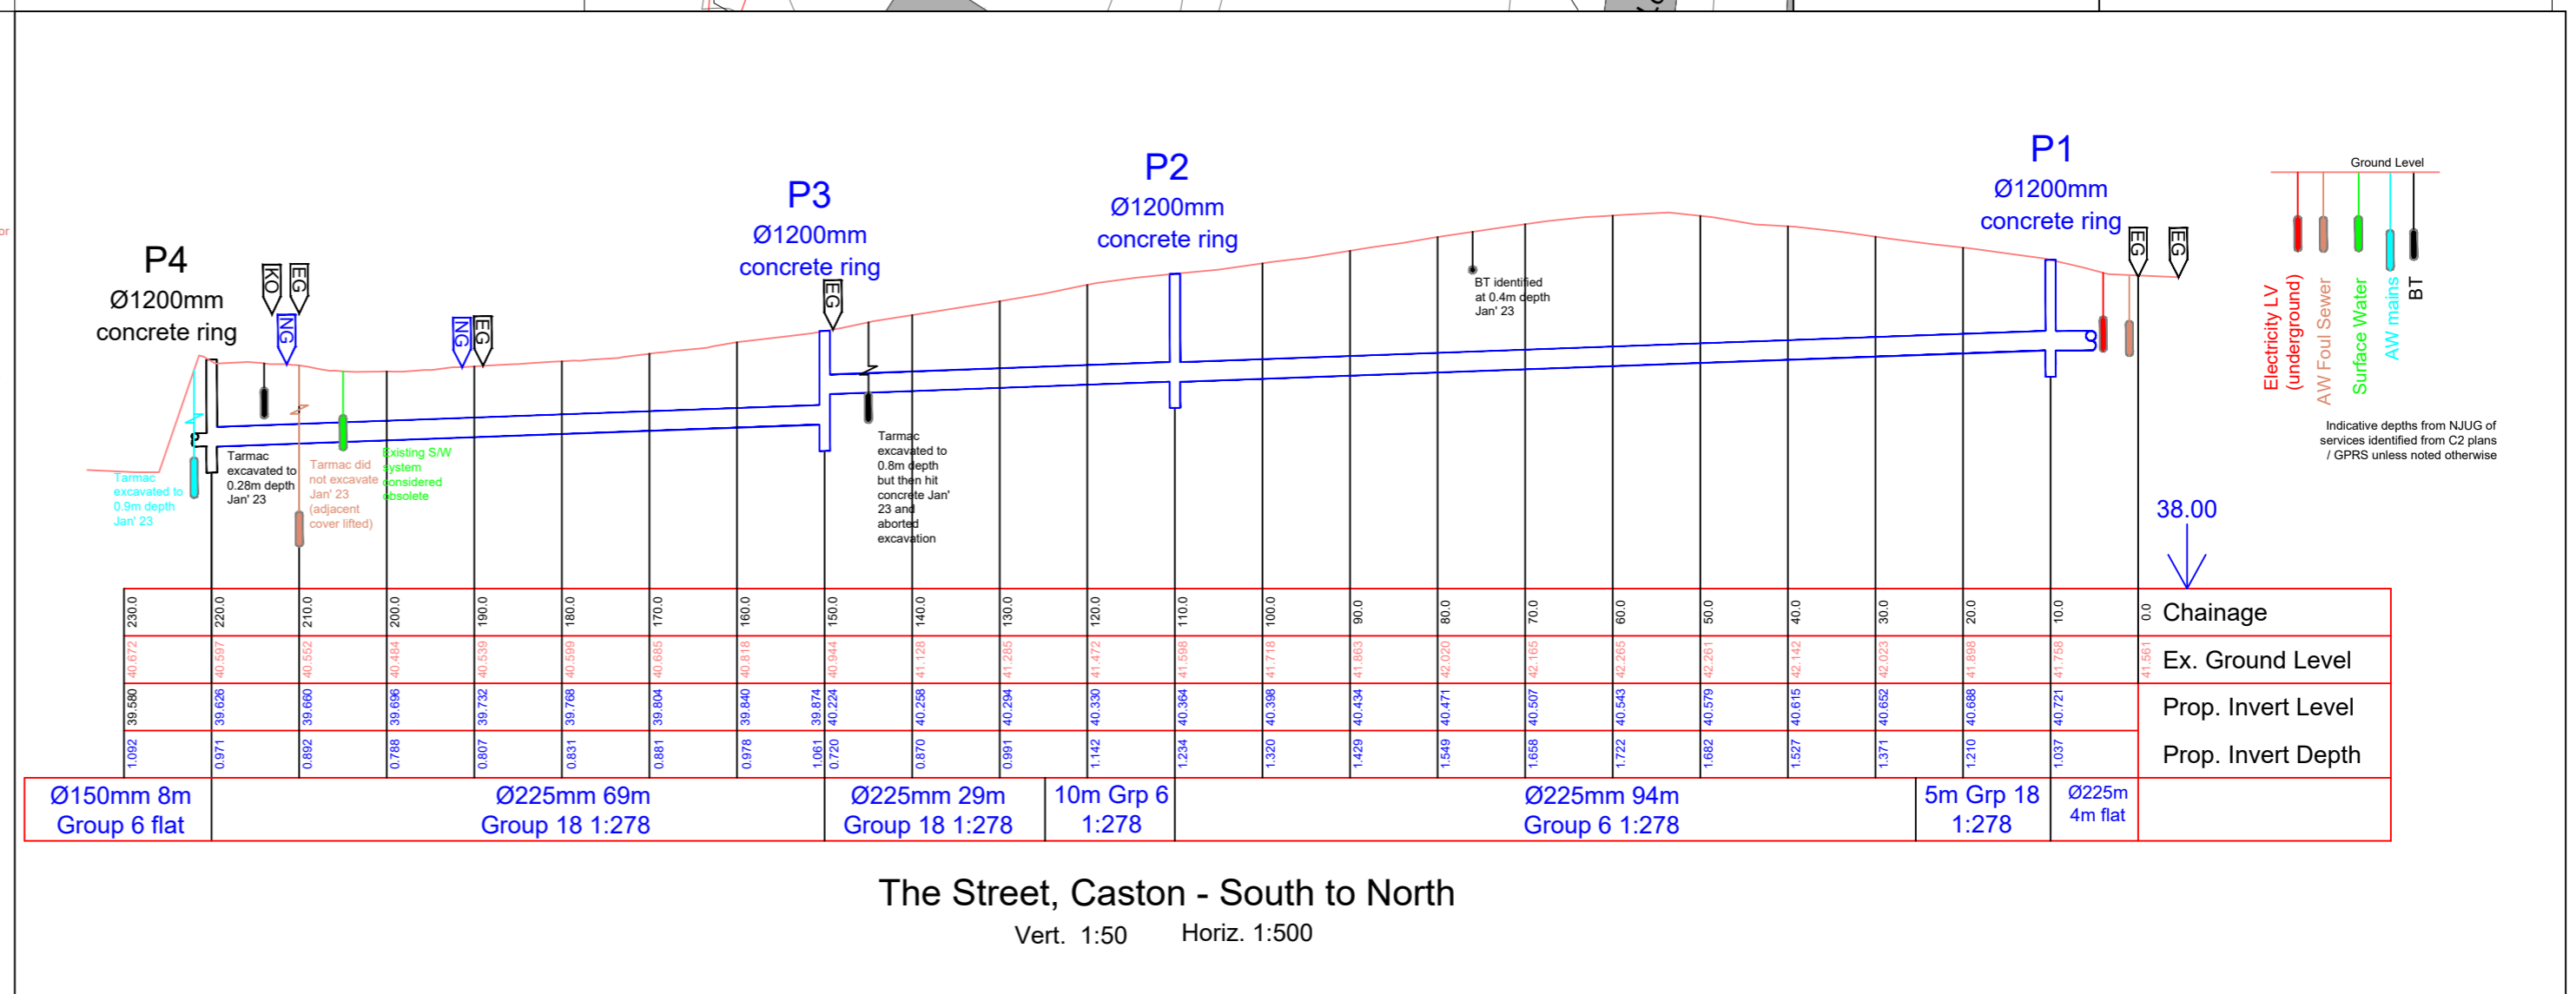 or
P4
Ø1200mm
concrete ring
KO
EG
NG
NG
EG
P3
Ø1200mm
concrete ring
EG
P2
Ø1200mm
concrete ring
P1
Ø1200mm
concrete ring
EG
EG
Ground Level
Electricity LV
(underground)
AW Foul Sewer
Surface Water
AW mains
BT
Indicative depths from NJUG of
services identified from C2 plans
/ GPRS unless noted otherwise
BT identified
at 0.4m depth
Jan' 23
Tarmac
excavated to
0.9m depth
Jan' 23
Tarmac
excavated to
0.28m depth
Jan' 23
Tarmac did
not excavate
Jan' 23
(adjacent
cover lifted)
Existing S/W
system
considered
obsolete
Tarmac
excavated to
0.8m depth
but then hit
concrete Jan'
23 and
aborted
excavation
38.00
230.0 220.0 210.0 200.0 190.0 180.0 170.0 160.0 150.0 140.0 130.0 120.0 110.0 100.0 90.0 80.0 70.0 60.0 50.0 40.0 30.0 20.0 10.0 0.0 Chainage
40.672 40.597 40.552 40.484 40.539 40.599 40.685 40.818 40.944 41.128 41.285 41.472 41.598 41.718 41.863 42.020 42.165 42.265 42.261 42.142 42.023 41.898 41.758 41.561 Ex. Ground Level
39.580 39.626 39.660 39.696 39.732 39.768 39.804 39.840 39.874 40.224 40.258 40.294 40.330 40.364 40.398 40.434 40.471 40.507 40.543 40.579 40.615 40.652 40.688 40.721 Prop. Invert Level
1.092 0.971 0.892 0.788 0.807 0.831 0.881 0.978 1.061 0.720 0.870 0.991 1.142 1.234 1.320 1.429 1.549 1.658 1.722 1.682 1.527 1.371 1.210 1.037 Prop. Invert Depth
Ø150mm 8m
Group 6 flat
Ø225mm 69m
Group 18 1:278
Ø225mm 29m
Group 18 1:278
10m Grp 6
1:278
Ø225mm 94m
Group 6 1:278
5m Grp 18
1:278
Ø225m
4m flat
The Street, Caston - South to North
Vert. 1:50 Horiz. 1:500